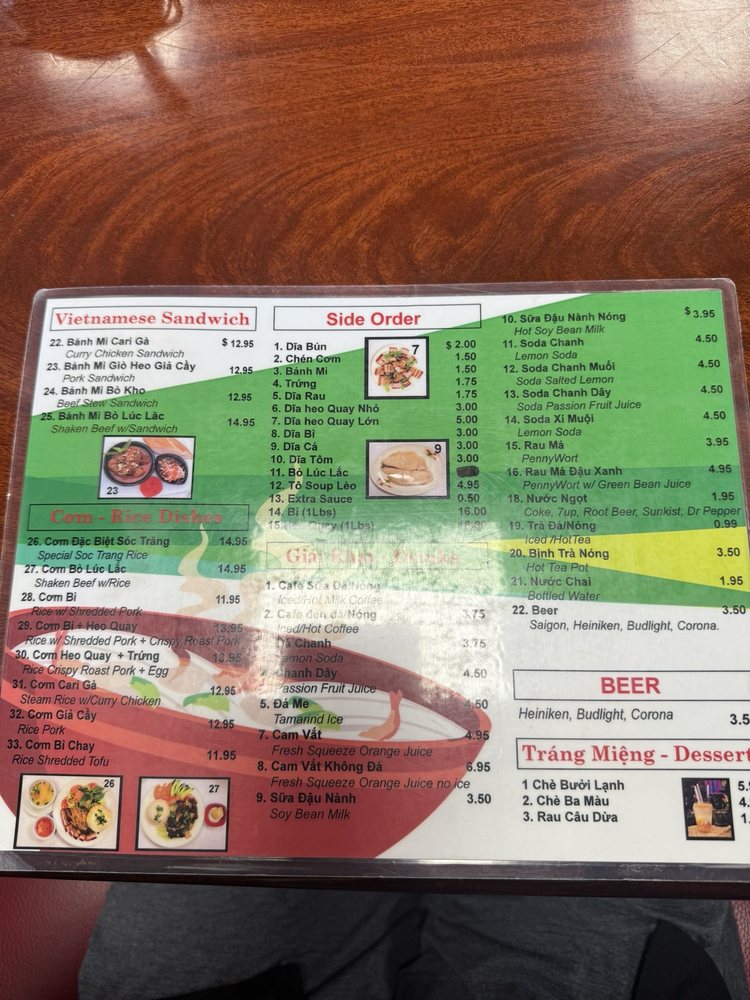 Vietnamese Sandwich
22. Bánh Mì Cari Gà $ 12.95
Curry Chicken Sandwich
23. Bánh Mì Giò Heo Giả Cầy 12.95
Pork Sandwich
24. Bánh Mì Bò Kho 12.95
Beef Stew Sandwich
25. Bánh Mì Bò Lúc Lắc 14.95
Shaken Beef w/Sandwich
23
Cơm - Rice Dishes
26. Cơm Đặc Biệt Sóc Trăng 14.95
Special Soc Trang Rice
27. Cơm Bò Lúc Lắc 14.95
Shaken Beef w/Rice
28. Cơm Bì 11.95
Rice w/ Shredded Pork
29. Cơm Bì + Heo Quay 13.95
Rice w/ Shredded Pork + Crispy Roast Pork
30. Cơm Heo Quay + Trứng 13.95
Rice Crispy Roast Pork + Egg
31. Cơm Cari Gà 12.95
Steam Rice w/Curry Chicken
32. Cơm Giả Cầy 12.95
Rice Pork
33. Cơm Bì Chay 11.95
Rice Shredded Tofu
26
27
Side Order
1. Dĩa Bún $ 2.00
2. Chén Cơm 1.50
3. Bánh Mì 1.50
4. Trứng 1.75
5. Dĩa Rau 1.75
6. Dĩa heo Quay Nhỏ 3.00
7. Dĩa heo Quay Lớn 5.00
8. Dĩa Bì 3.00
9. Dĩa Cá 3.00
10. Dĩa Tôm 3.00
11. Bò Lúc Lắc
12. Tô Soup Lèo 4.95
13. Extra Sauce 0.50
14. Bì (1Lbs) 16.00
15. Quay (1Lbs)
7
9
Giải Khát - Drinks
1. Café Sữa Đá/Nóng
Iced/Hot Milk Coffee
2. Café đen đá/Nóng 3.75
Iced/Hot Coffee
Đá Chanh 3.75
Lemon Soda
Chanh Dây 4.50
Passion Fruit Juice
5. Đá Me 4.50
Tamarind Ice
7. Cam Vắt 4.95
Fresh Squeeze Orange Juice
8. Cam Vắt Không Đá 6.95
Fresh Squeeze Orange Juice no ice
9. Sữa Đậu Nành 3.50
Soy Bean Milk
10. Sữa Đậu Nành Nóng $ 3.95
Hot Soy Bean Milk
11. Soda Chanh 4.50
Lemon Soda
12. Soda Chanh Muối 4.50
Soda Salted Lemon
13. Soda Chanh Dây 4.50
Soda Passion Fruit Juice
14. Soda Xí Muội 4.50
Lemon Soda
15. Rau Má 3.95
PennyWort
16. Rau Má Đậu Xanh 4.95
PennyWort w/ Green Bean Juice
18. Nước Ngọt 1.95
Coke, 7up, Root Beer, Sunkist, Dr Pepper
19. Trà Đá/Nóng 0.99
Iced /HotTea
20. Bình Trà Nóng 3.50
Hot Tea Pot
21. Nước Chai 1.95
Bottled Water
22. Beer 3.50
Saigon, Heiniken, Budlight, Corona.
BEER
Heiniken, Budlight, Corona 3.5
Tráng Miệng - Dessert
1 Chè Bưởi Lạnh 5.
2. Chè Ba Màu 4.
3. Rau Câu Dừa 1.